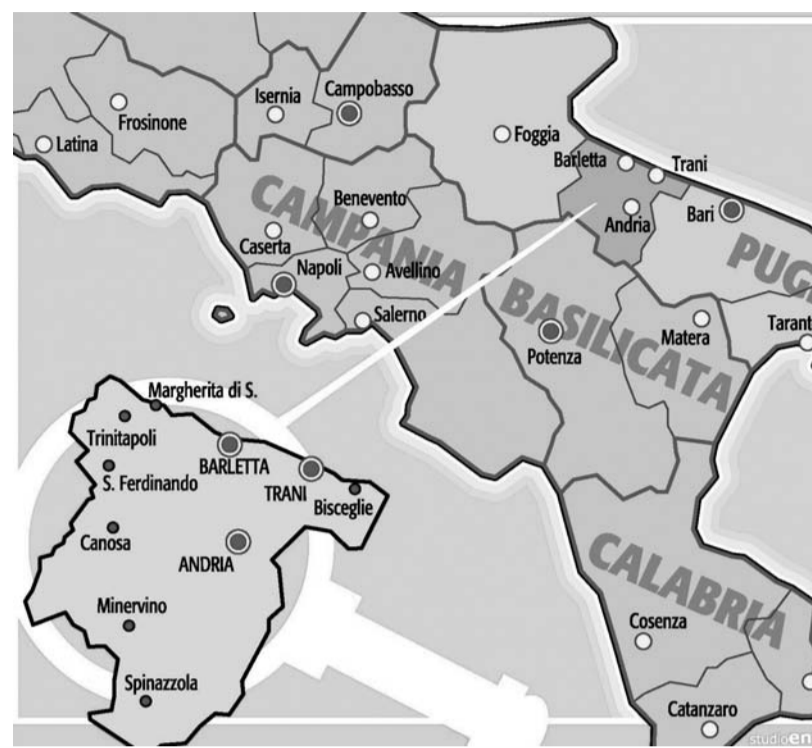 Isernia
Campobasso
Frosinone
Latina
Foggia
Barletta
Trani
Andria
Bari
Benevento
CAMPANIA
Caserta
Napoli
Avellino
Salerno
BASILICATA
Potenza
Matera
PUG
Tarant
Margherita di S.
Trinitapoli
BARLETTA
S. Ferdinando
TRANI
Bisceglie
Canosa
ANDRIA
Minervino
Spinazzola
CALABRIA
Cosenza
Catanzaro
studioen